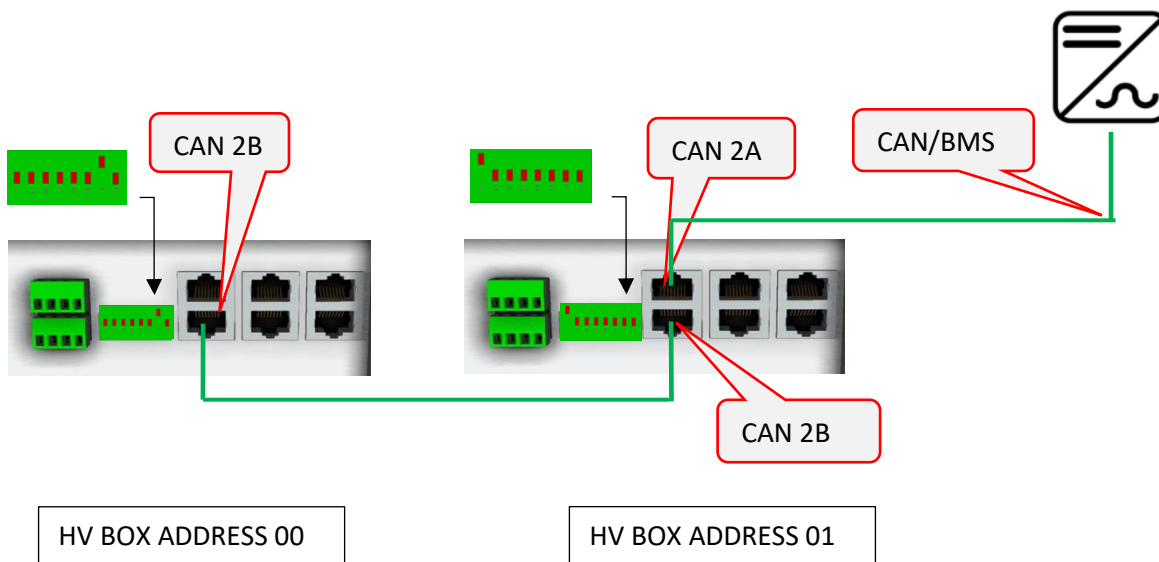 CAN 2B
CAN 2A
CAN/BMS
CAN 2B
HV BOX ADDRESS 00
HV BOX ADDRESS 01